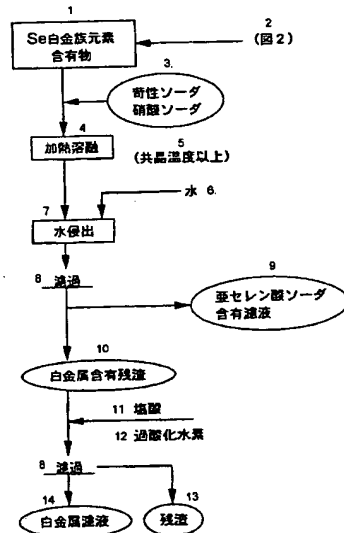 1
Se白金族元素
含有物
2
(図2)
3.
苛性ソーダ
硝酸ソーダ
4
加熱溶融
5
(共晶温度以上)
水 6.
7
水侵出
8 濾過
9
亜セレン酸ソーダ
含有濾液
10
白金属含有残渣
11 塩酸
12 過酸化水素
8 濾過
14
白金属濾液
13
残渣